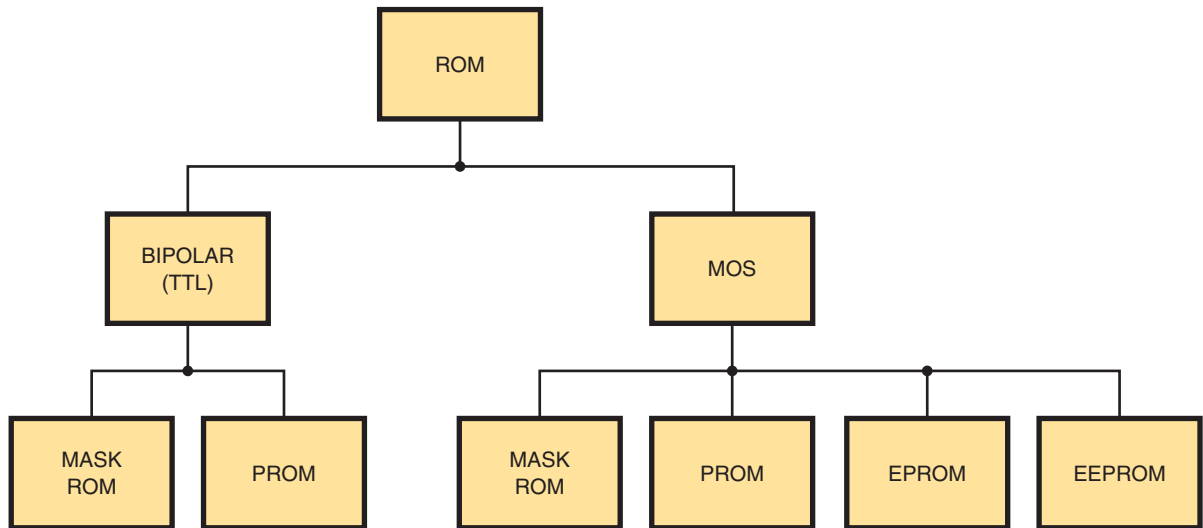 ROM
BIPOLAR
(TTL)
MOS
MASK
ROM
PROM
MASK
ROM
PROM
EPROM
EEPROM